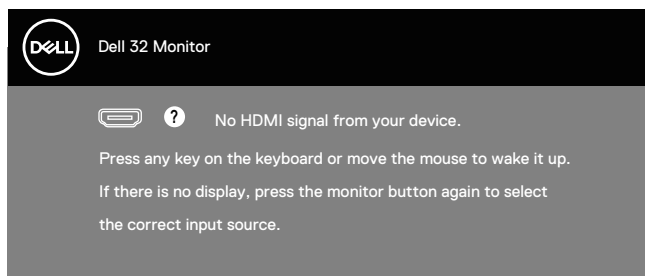 DELL
Dell 32 Monitor
? No HDMI signal from your device.
Press any key on the keyboard or move the mouse to wake it up.
If there is no display, press the monitor button again to select
the correct input source.